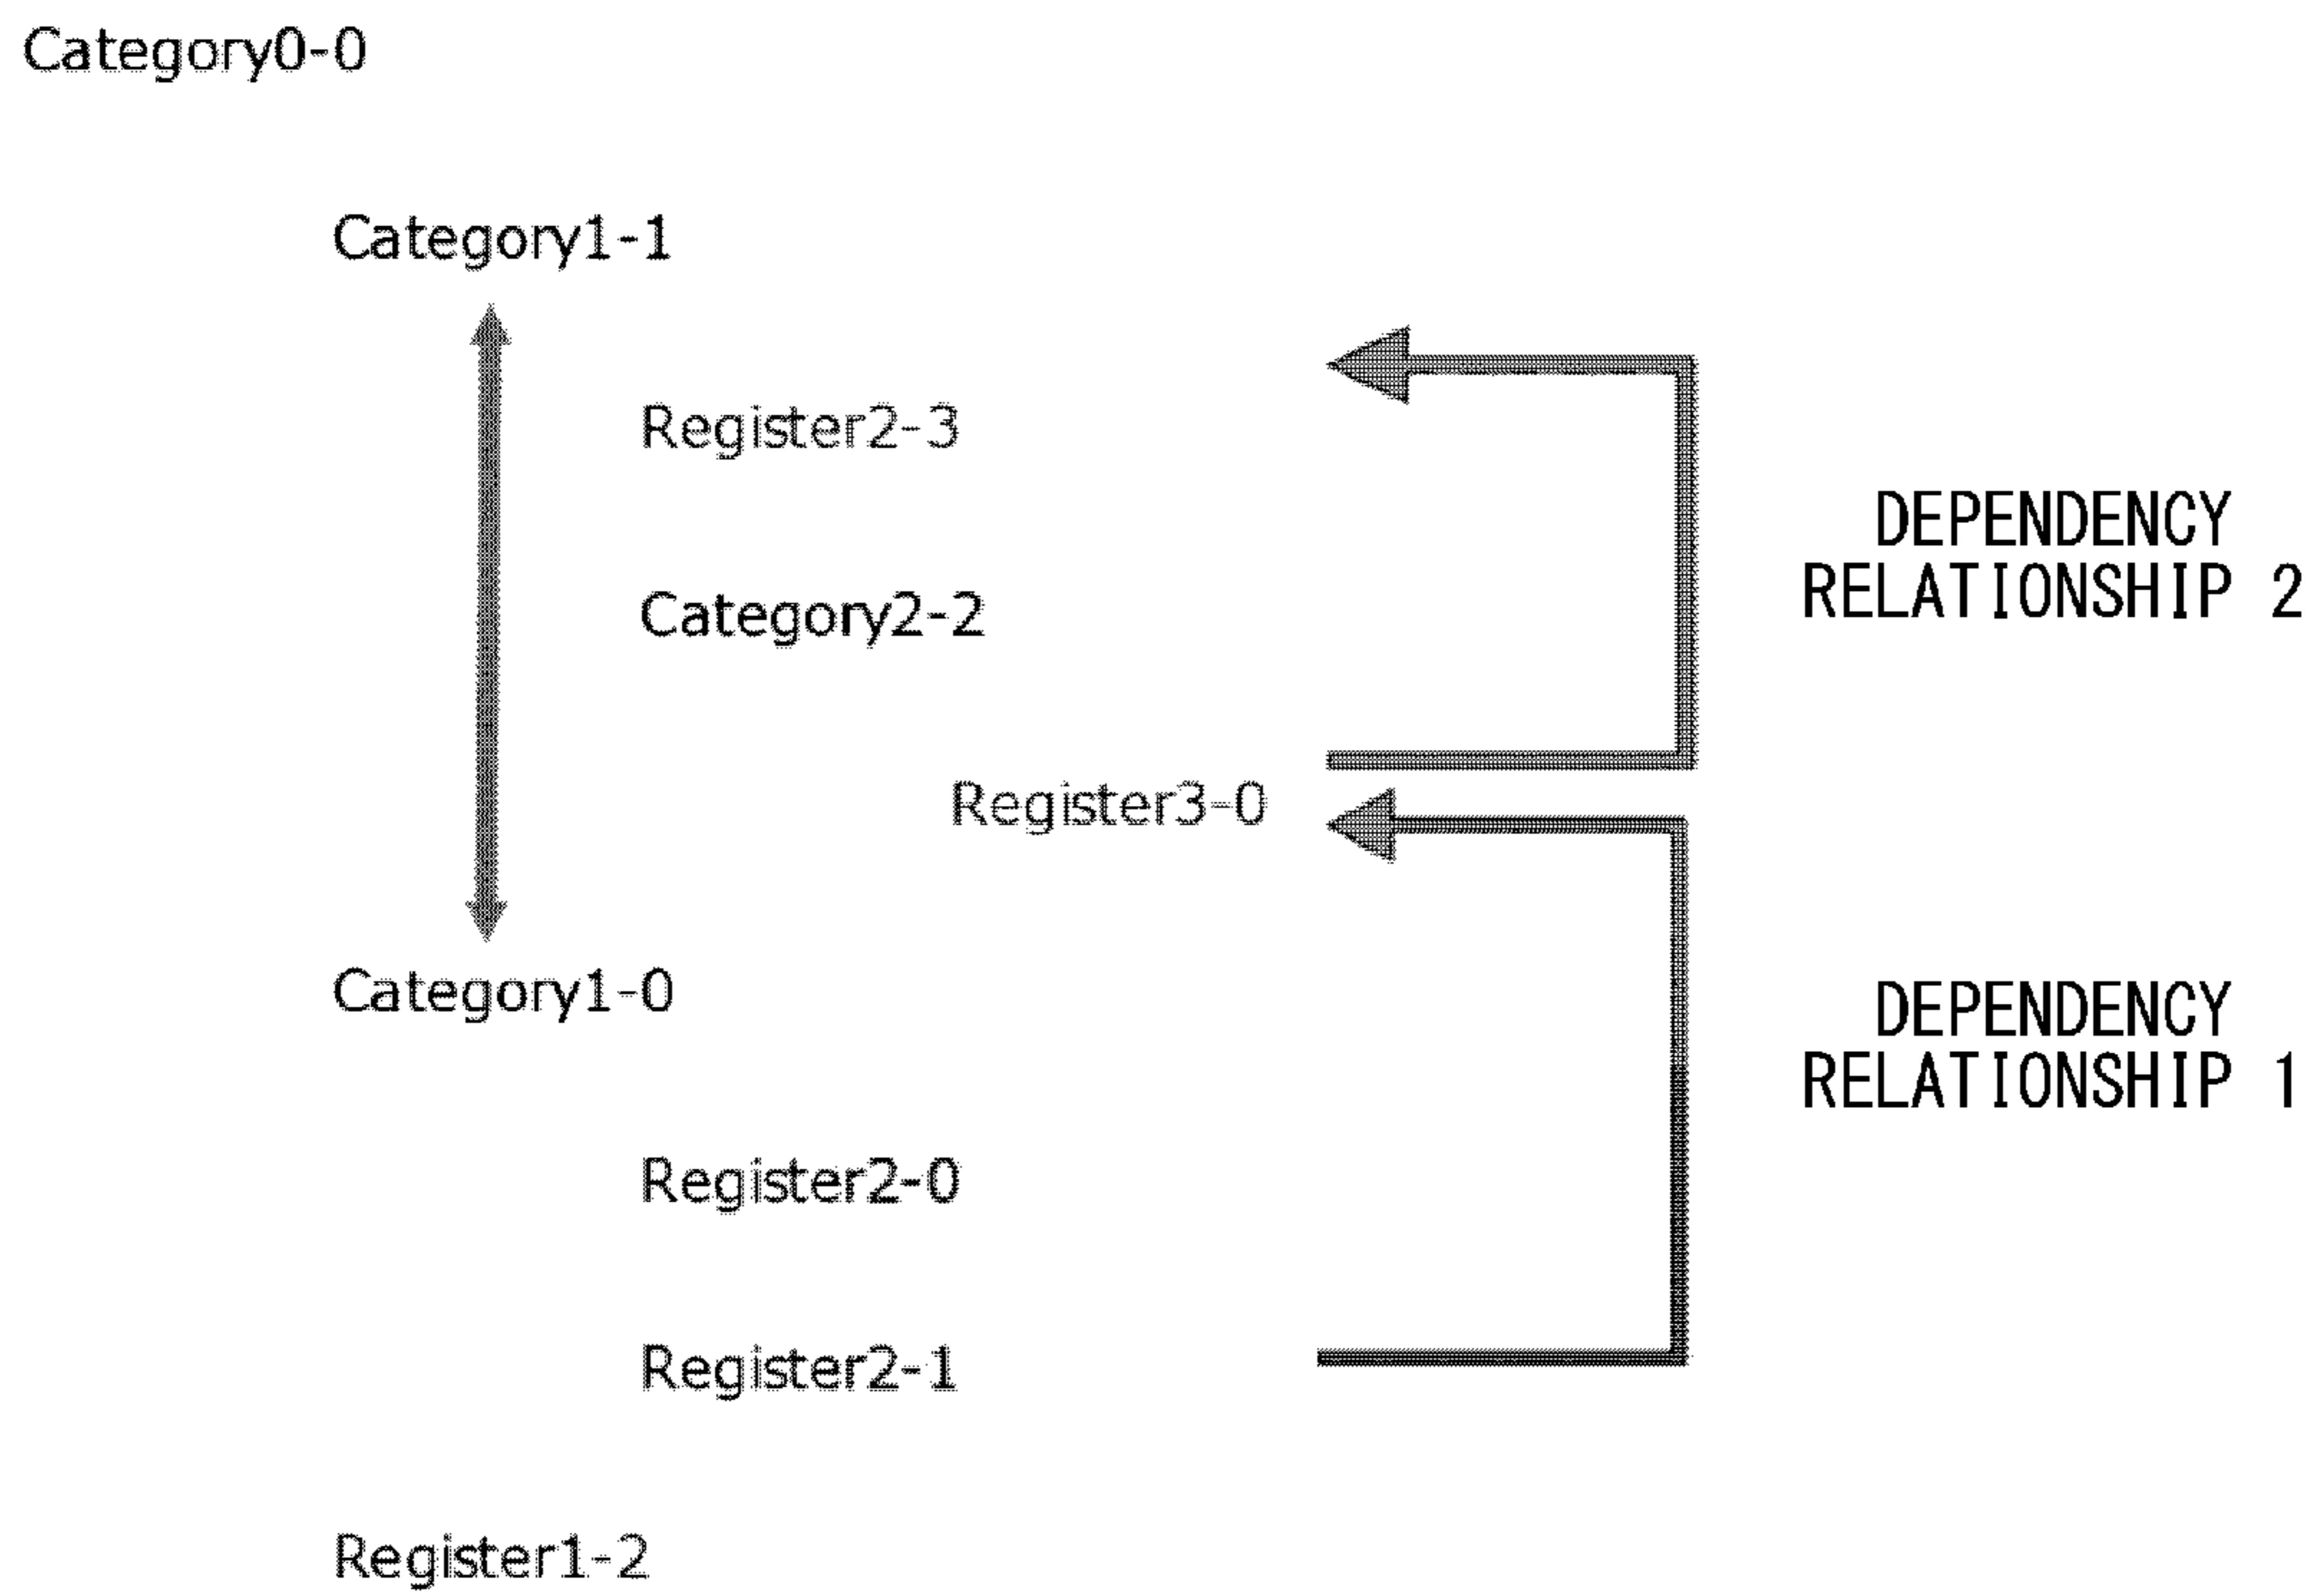 Category0-0
Category1-1
Register2-3
DEPENDENCY
RELATIONSHIP 2
Category2-2
Register3-0
Category1-0
DEPENDENCY
RELATIONSHIP 1
Register2-0
Register2-1
Register1-2